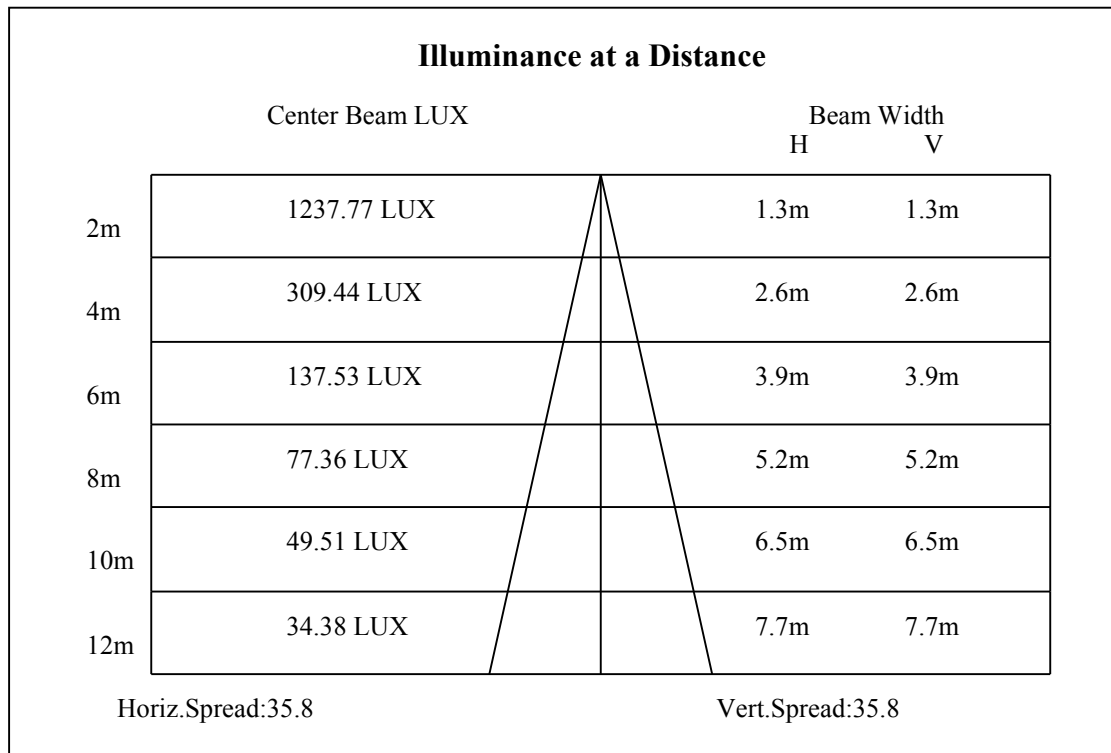 Illuminance at a Distance
Center Beam LUX Beam Width
H V
2m 1237.77 LUX 1.3m 1.3m
4m 309.44 LUX 2.6m 2.6m
6m 137.53 LUX 3.9m 3.9m
8m 77.36 LUX 5.2m 5.2m
10m 49.51 LUX 6.5m 6.5m
12m 34.38 LUX 7.7m 7.7m
Horiz.Spread:35.8 Vert.Spread:35.8